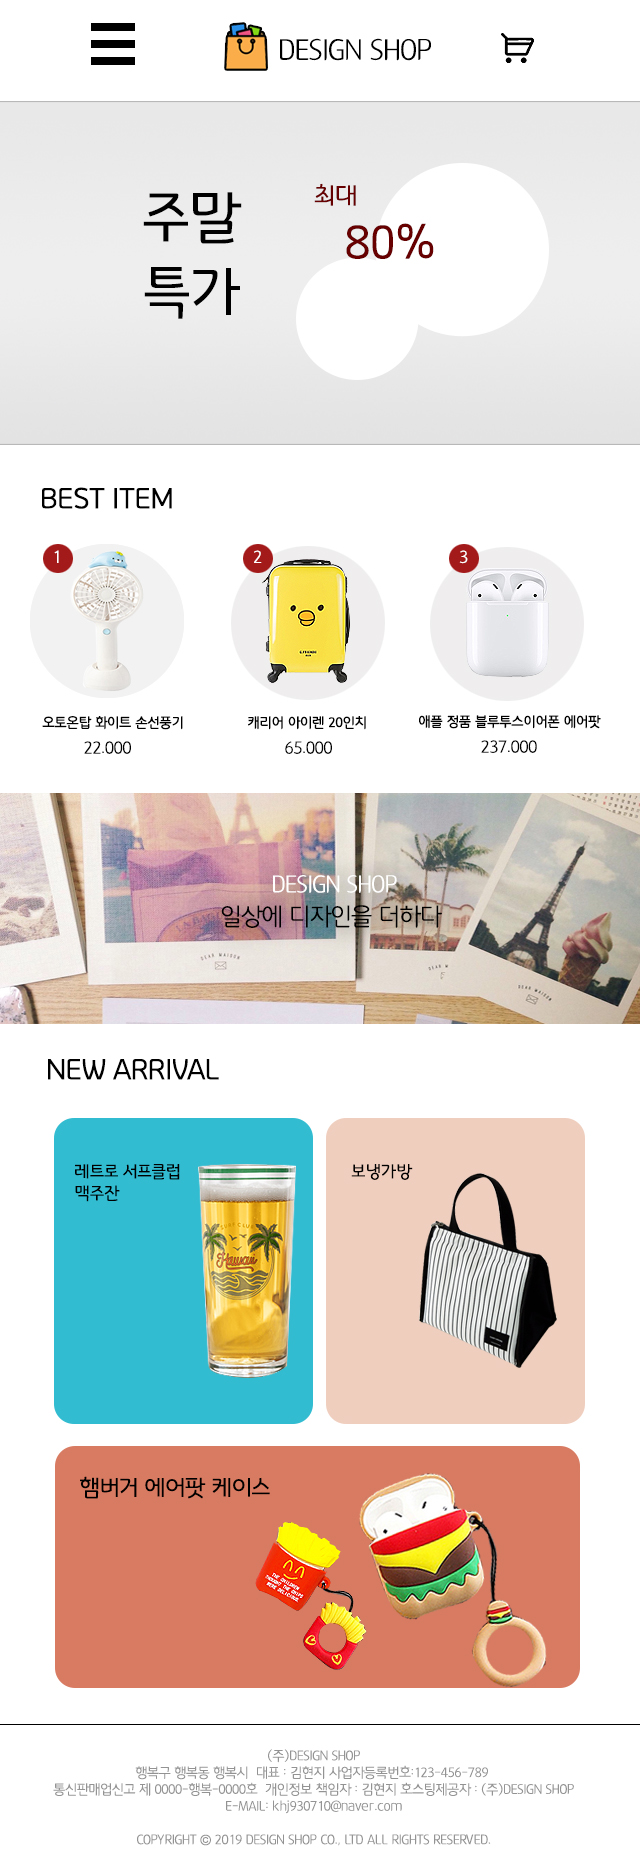 DESIGN SHOP
최대
주말
80%
특가
BEST ITEM
1
2
3
오토온탑 화이트 손선풍기
22.000
캐리어 아이렌 20인치
65.000
애플 정품 블루투스이어폰 에어팟
237.000
DESIGN SHOP
일상에 디자인을 더하다
DEAR MAISON
DEAR MAISON
NEW ARRIVAL
레트로 서프클럽
맥주잔
SURF CLUB
Hawaii
보냉가방
햄버거 에어팟 케이스
(주)DESIGN SHOP
행복구 행복동 행복시 대표 : 김현지 사업자등록번호:123-456-789
통신판매업신고 제 0000-행복-0000호 개인정보 책임자 : 김현지 호스팅제공자 : (주)DESIGN SHOP
E-MAIL: khj930710@naver.com
COPYRIGHT © 2019 DESIGN SHOP CO., LTD ALL RIGHTS RESERVED.